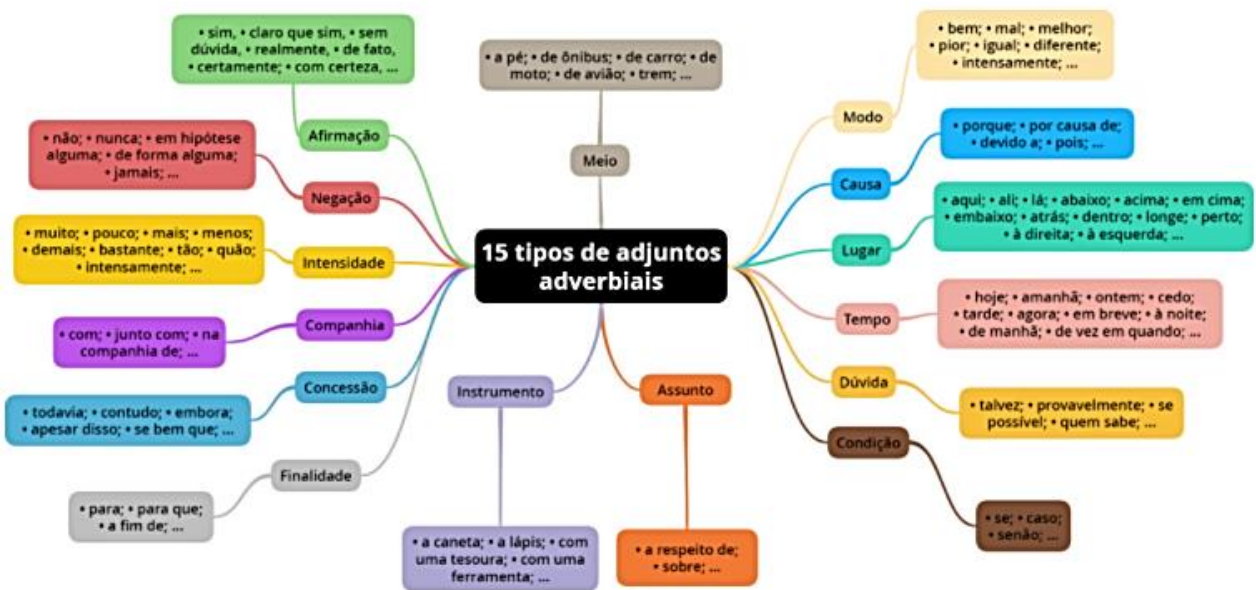 15 tipos de adjuntos
adverbiais
Afirmação
• sim, • claro que sim, • sem
dúvida, • realmente, • de fato,
• certamente; • com certeza, ...
Negação
• não; • nunca; • em hipótese
alguma; • de forma alguma;
• jamais; ...
Intensidade
• muito; • pouco; • mais; • menos;
• demais; • bastante; • tão; • quão;
• intensamente; ...
Companhia
• com; • junto com; • na
companhia de; ...
Concessão
• todavia; • contudo; • embora;
• apesar disso; • se bem que; ...
Finalidade
• para; • para que;
• a fim de; ...
• a pé; • de ônibus; • de carro; • de
moto; • de avião; • trem; ...
Meio
Instrumento
• a caneta; • a lápis; • com
uma tesoura; • com uma
ferramenta; ...
Assunto
• a respeito de;
• sobre; ...
• bem; • mal; • melhor;
• pior; • igual; • diferente;
• intensamente; ...
Modo
• porque; • por causa de;
• devido a; • pois; ...
Causa
• aqui; • ali; • lá; • abaixo; • acima; • em cima;
• embaixo; • atrás; • dentro; • longe; • perto;
• à direita; • à esquerda; ...
Lugar
• hoje; • amanhã; • ontem; • cedo;
• tarde; • agora; • em breve; • à noite;
• de manhã; • de vez em quando; ...
Tempo
Dúvida
• talvez; • provavelmente; • se
possível; • quem sabe; ...
Condição
• se; • caso;
• senão; ...